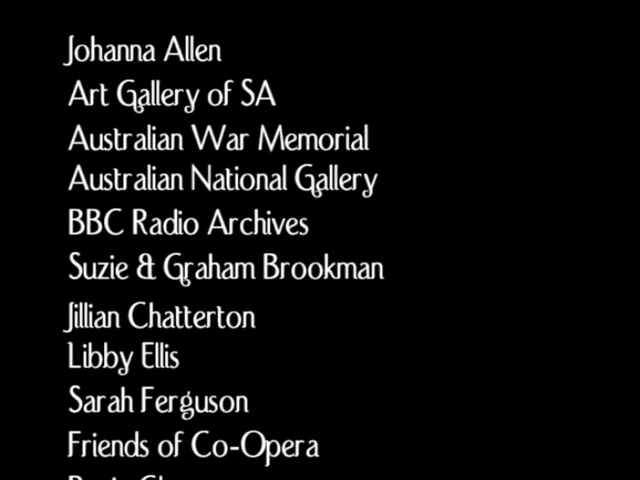 Johanna Allen
Art Gallery of SA
Australian War Memorial
Australian National Gallery
BBC Radio Archives
Suzie & Graham Brookman
Jillian Chatterton
Libby Ellis
Sarah Ferguson
Friends of Co-Opera